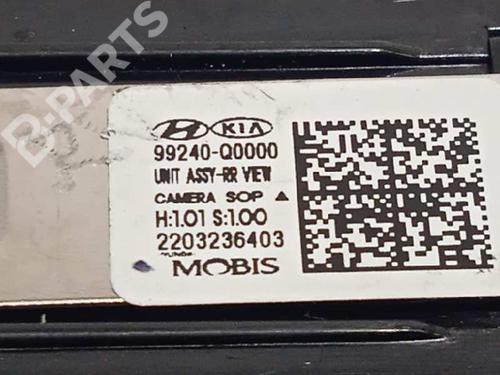 B-PARTS
KIA
99240-Q0000
UNIT ASSY-RR VIEW
CAMERA SOP ▲
H:1.01 S:1.00
2203236403
MOBIS